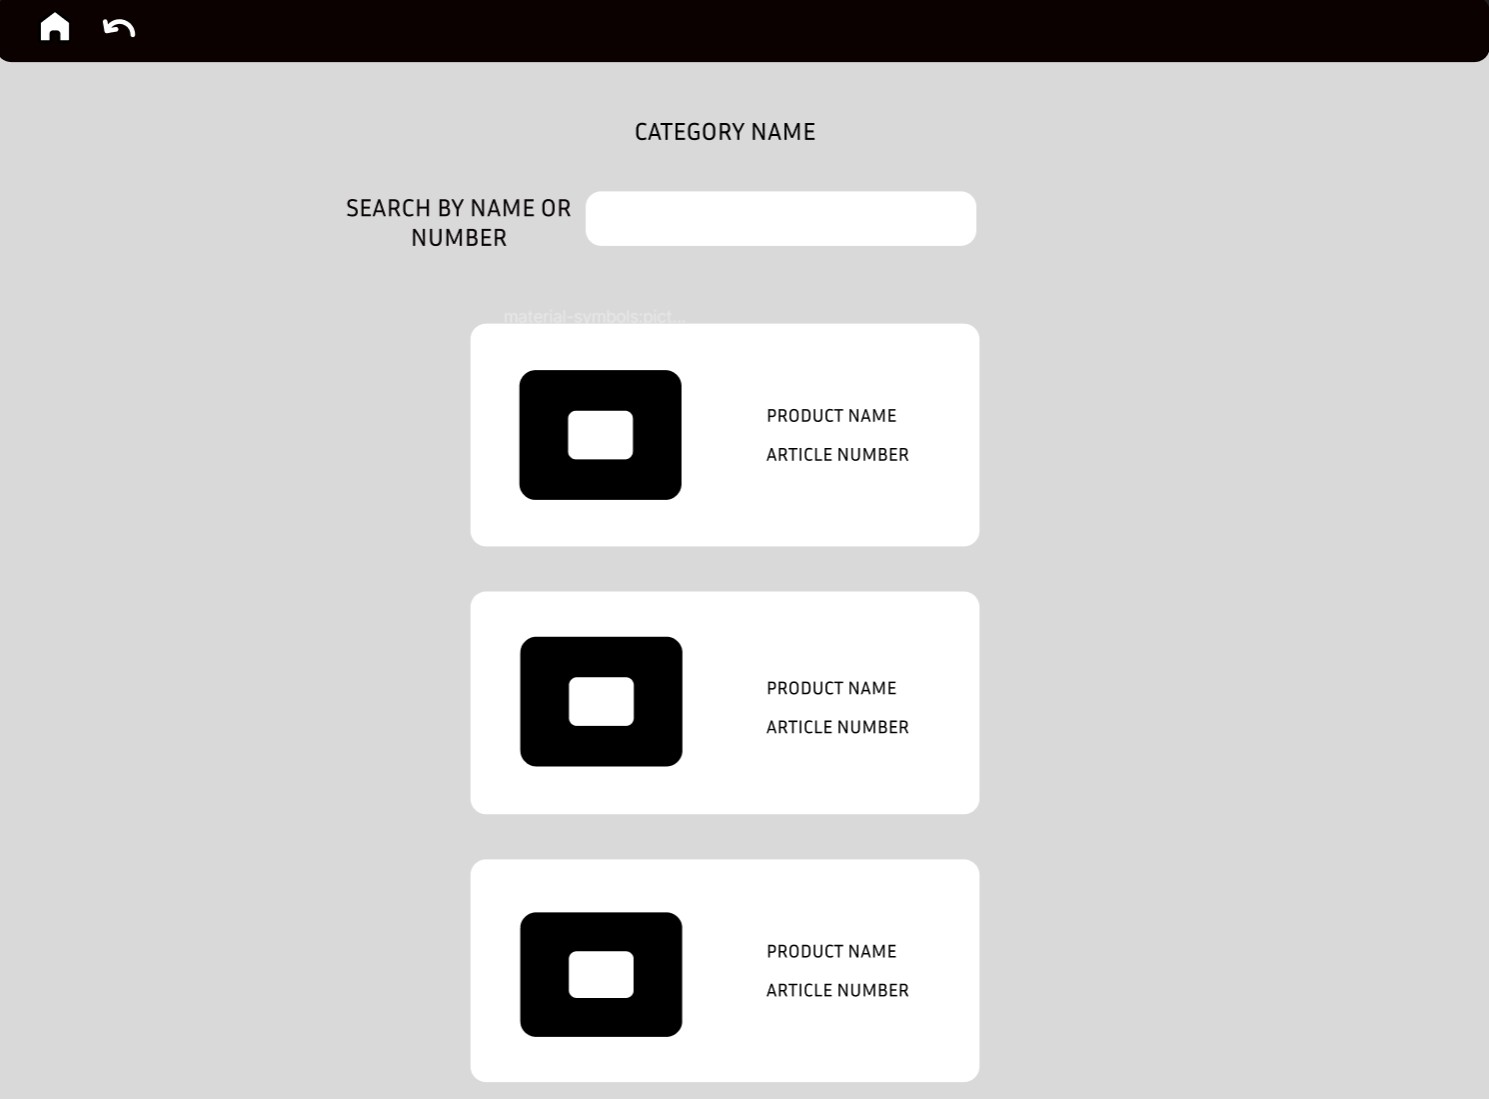 CATEGORY NAME
SEARCH BY NAME OR
NUMBER
material-symbols:pict...
PRODUCT NAME
ARTICLE NUMBER
PRODUCT NAME
ARTICLE NUMBER
PRODUCT NAME
ARTICLE NUMBER